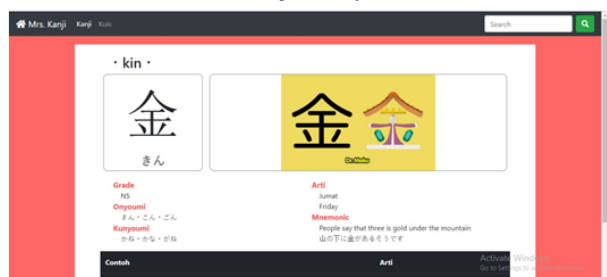 Mrs. Kanji Kanji Kuis Search
· kin ·
金
きん
金
Dr. Moku
Grade
N5
Onyoumi
きん・こん・ごん
Kunyoumi
かね・かな・がね
Arti
Jumat
Friday
Mnemonic
People say that three is gold under the mountain
山の下に金があるそうです
Contoh Arti
Activate Windows
Go to Settings to activate Windows.